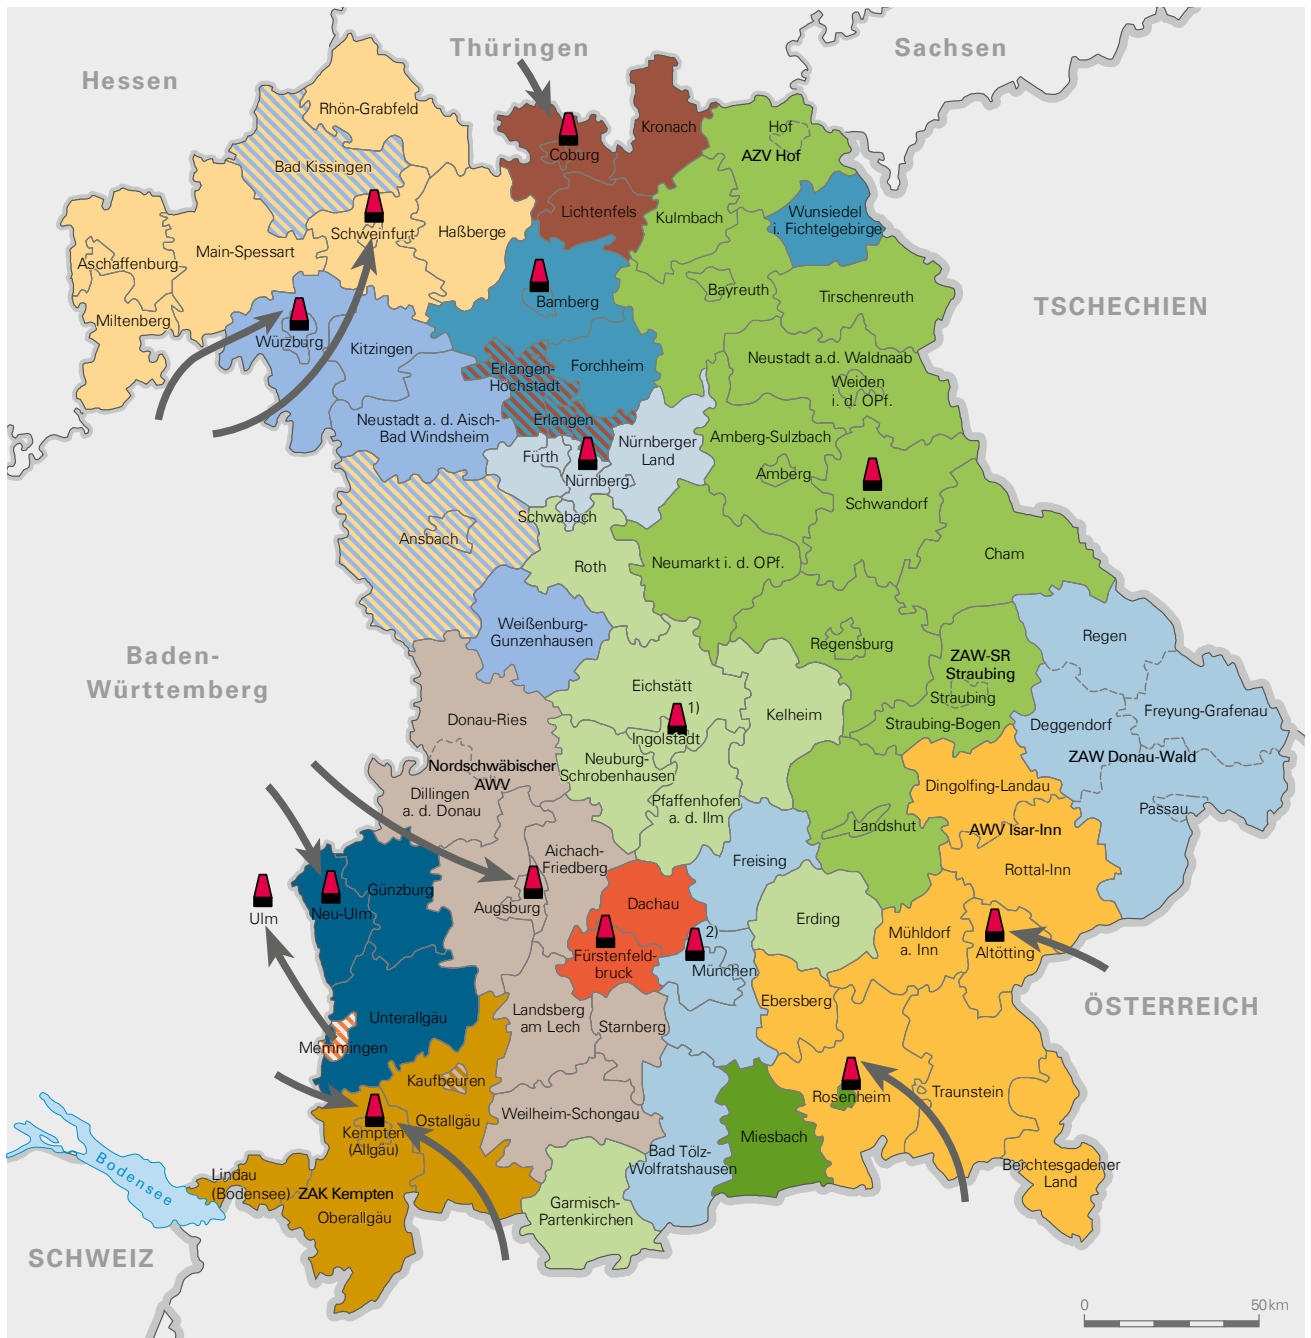 Thüringen
Sachsen
Hessen
Rhön-Grabfeld
Kronach
Hof
AZV Hof
Coburg
Bad Kissingen
Lichtenfels
Kulmbach
Wunsiedel
i. Fichtelgebirge
Schweinfurt
Haßberge
Main-Spessart
Aschaffenburg
Bayreuth
Tirschenreuth
Bamberg
TSCHECHIEN
Miltenberg
Würzburg
Kitzingen
Neustadt a.d. Waldnaab
Erlangen-
Höchstadt
Forchheim
Weiden
i. d. OPf.
Neustadt a. d. Aisch-
Bad Windsheim
Erlangen
Nürnberger
Land
Amberg-Sulzbach
Fürth
Nürnberg
Amberg
Schwandorf
Schwabach
Ansbach
Roth
Neumarkt i. d. OPf.
Cham
Weißenburg-
Gunzenhausen
Regensburg
Regen
Baden-
Württemberg
ZAW-SR
Straubing
Straubing
Eichstätt
1)
Kelheim
Donau-Ries
Ingolstadt
Straubing-Bogen
Deggendorf
Freyung-Grafenau
Neuburg-
Schrobenhausen
ZAW Donau-Wald
Nordschwäbischer
AWV
Dillingen
a. d. Donau
Dingolfing-Landau
Pfaffenhofen
a. d. Ilm
Passau
Landshut
AWV Isar-Inn
Aichach-
Friedberg
Freising
Rottal-Inn
Günzburg
Neu-Ulm
Ulm
Augsburg
Dachau
Erding
2)
Mühldorf
a. Inn
Altötting
Fürstenfeld-
bruck
München
Ebersberg
ÖSTERREICH
Landsberg
am Lech
Starnberg
Unterallgäu
Memmingen
Kaufbeuren
Rosenheim
Traunstein
Ostallgäu
Weilheim-Schongau
Kempten
(Allgäu)
Miesbach
Bad Tölz-
Wolfratshausen
Bodensee
Lindau
(Bodensee)
ZAK Kempten
Oberallgäu
Berchtesgadener
Land
Garmisch-
Partenkirchen
SCHWEIZ
0
50 km